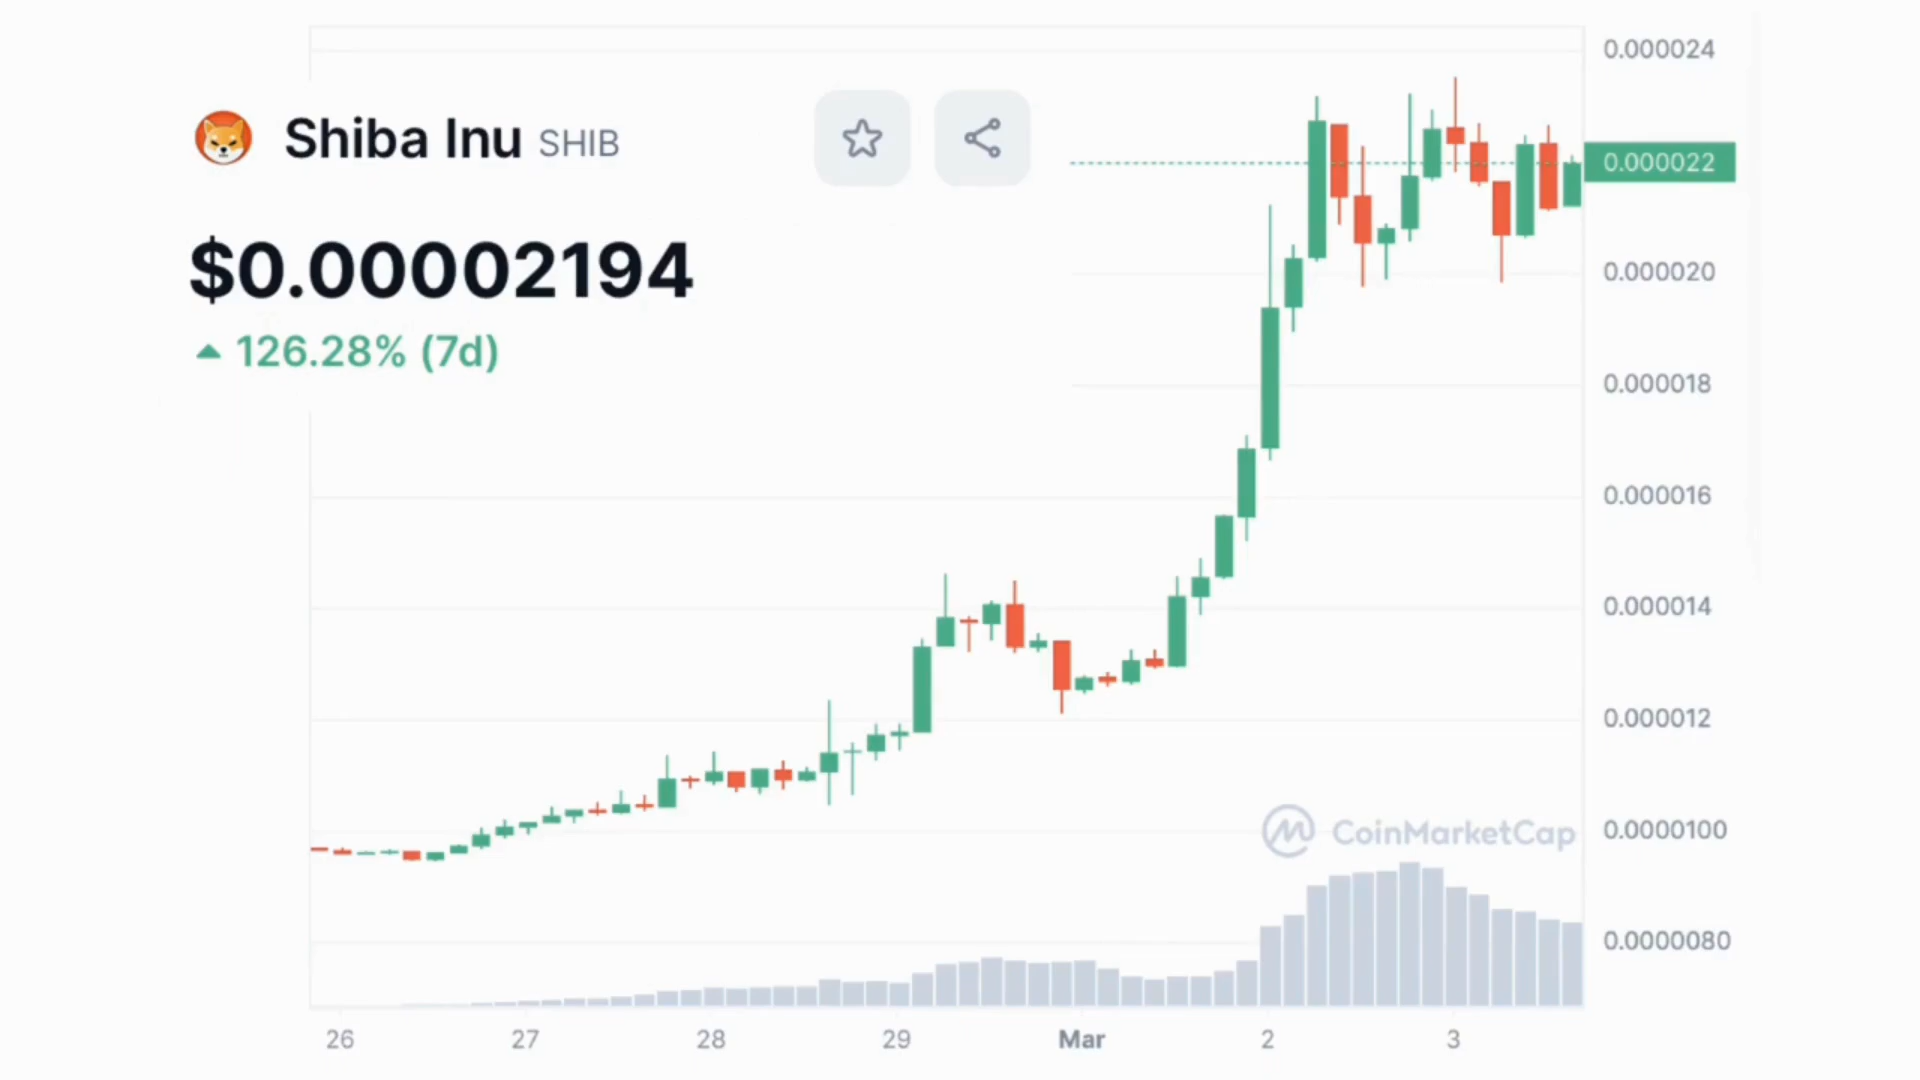 Shiba Inu SHIB
$0.00002194
126.28% (7d)
0.000024
0.000022
0.000020
0.000018
0.000016
0.000014
0.000012
0.0000100
0.0000080
CoinMarketCap
26 27 28 29 Mar 2 3